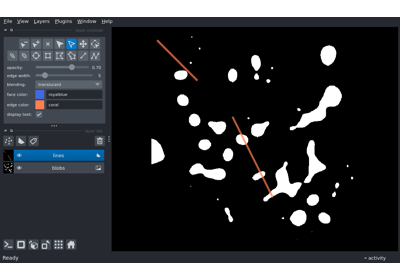 File View Layers Plugins Window Help
opacity: 0.70
edge width: 5
blending: translucent
face color: royalblue
edge color: coral
display text:
lines
blobs
Ready activity